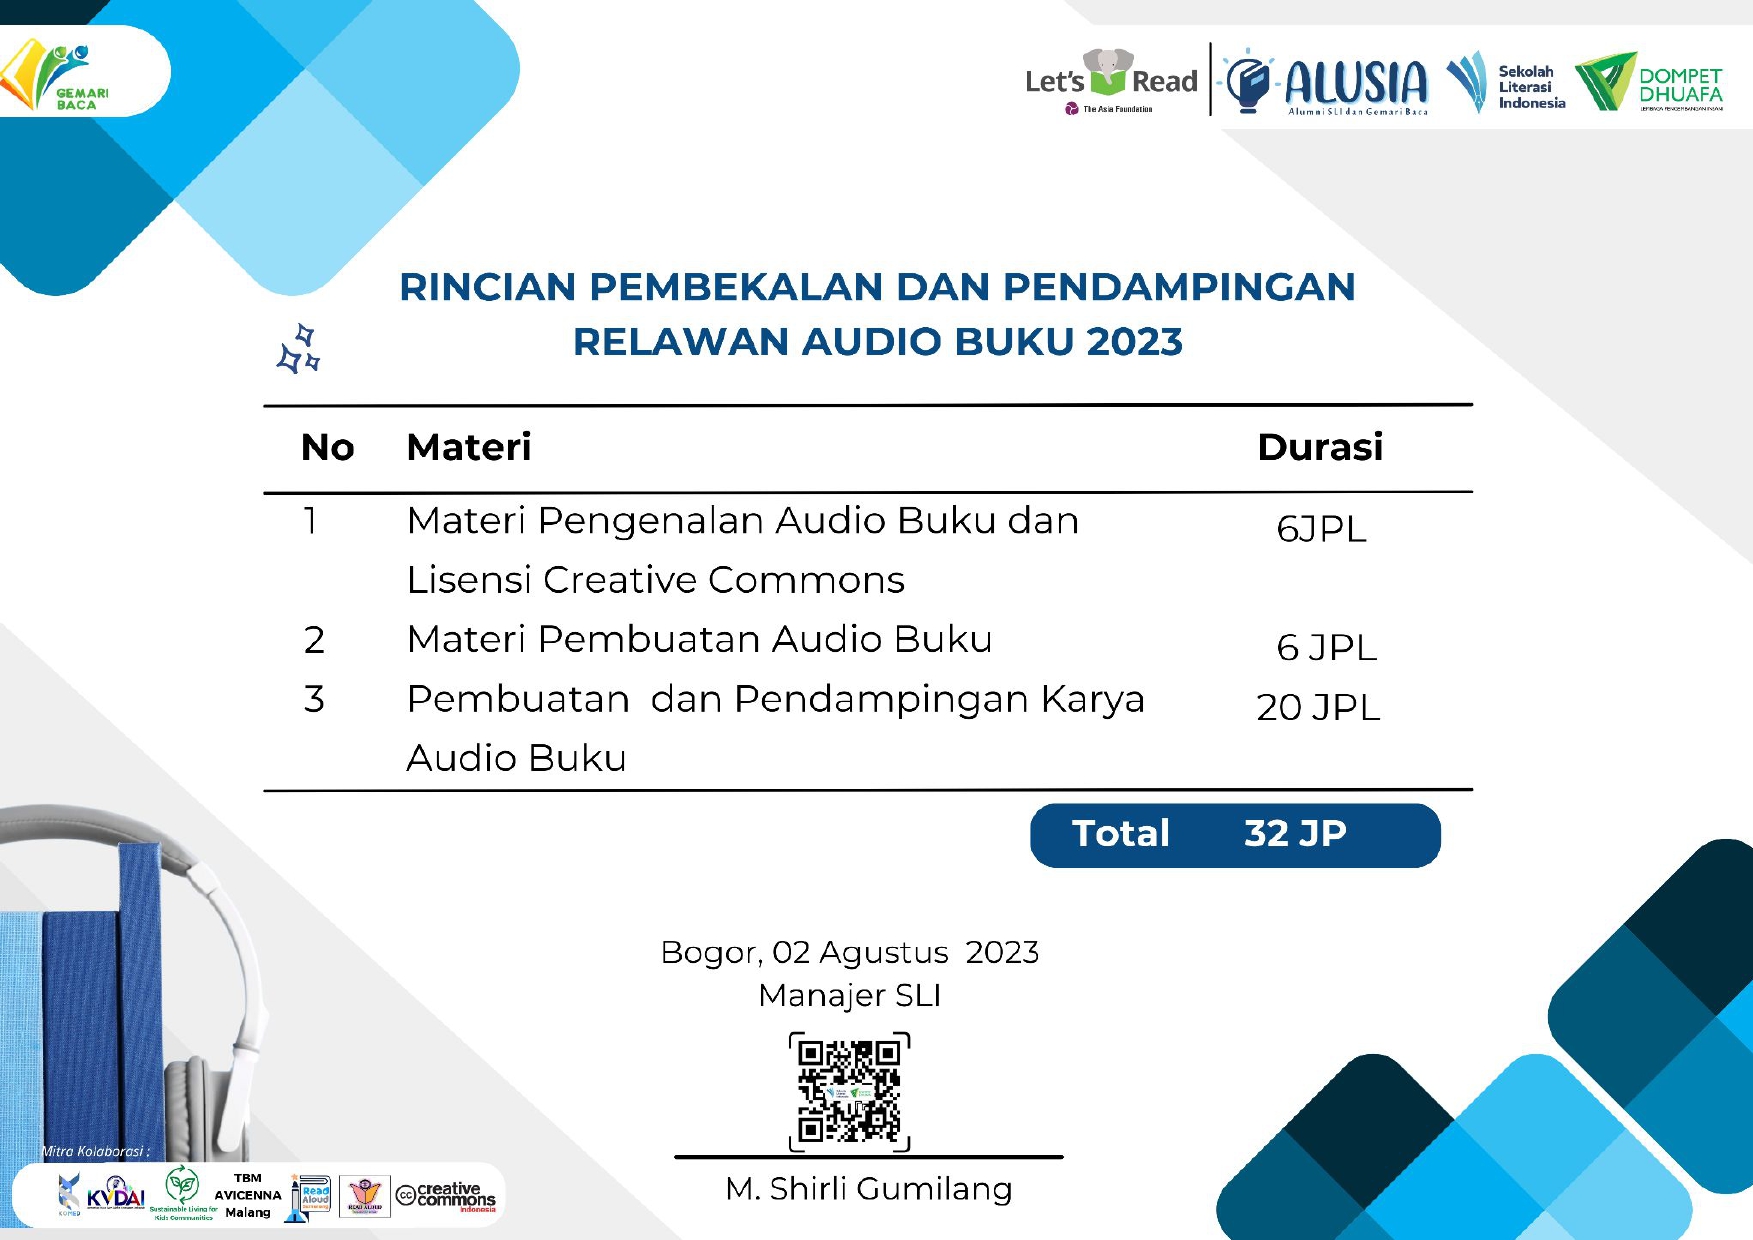 GEMARI
BACA
Let's Read
The Asia Foundation
ALUSIA
Alumni SLI dan Gemari Baca
Sekolah
Literasi
Indonesia
DOMPET
DHUAFA
RINCIAN PEMBEKALAN DAN PENDAMPINGAN
RELAWAN AUDIO BUKU 2023
No Materi Durasi
1 Materi Pengenalan Audio Buku dan 6JPL
Lisensi Creative Commons
2 Materi Pembuatan Audio Buku 6 JPL
3 Pembuatan dan Pendampingan Karya 20 JPL
Audio Buku
Total 32 JP
Bogor, 02 Agustus 2023
Manajer SLI
M. Shirli Gumilang
Mitra Kolaborasi :
KOMED
Sustainable Living for
Kids Communities
TBM
AVICENNA
Malang
Read
Aloud
READ ALOUD
cc creative
commons
Indonesia